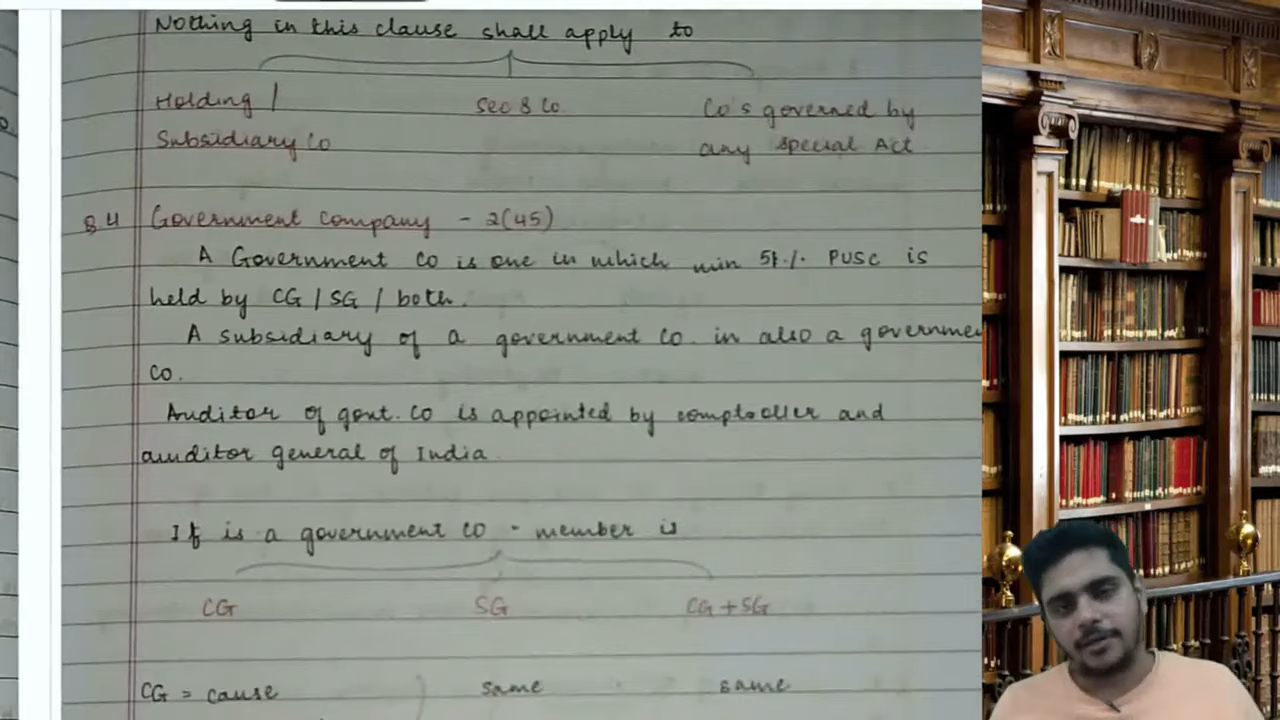 Nothing in this clause shall apply to
Holding / Sec 8 Co. Co's governed by
Subsidiary Co any special Act
84 Government Company - 2(45)
A Government Co is one in which min 51.% PUSC is
held by CG / SG / both.
A subsidiary of a government Co. in also a governme
Co.
Auditor of govt. Co is appointed by comptroller and
auditor general of India
If is a government Co - member is
CG SG CG + SG
CG = cause same same